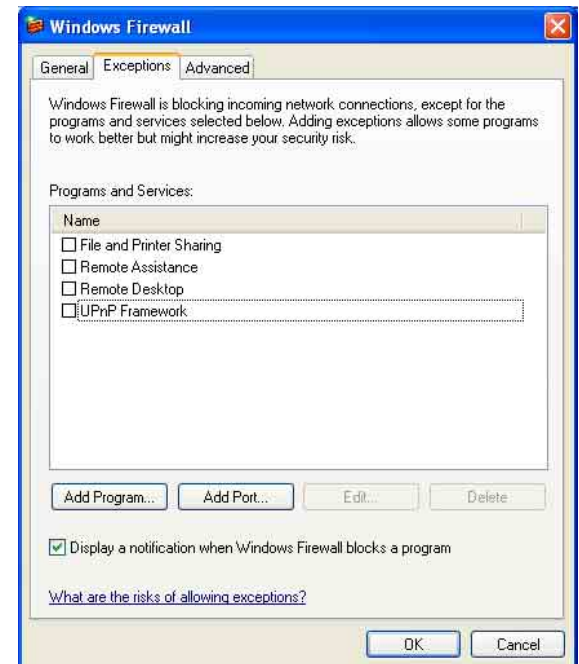 Windows Firewall
General Exceptions Advanced
Windows Firewall is blocking incoming network connections, except for the
programs and services selected below. Adding exceptions allows some programs
to work better but might increase your security risk.
Programs and Services:
Name
File and Printer Sharing
Remote Assistance
Remote Desktop
UPnP Framework
Add Program... Add Port... Edit... Delete
Display a notification when Windows Firewall blocks a program
What are the risks of allowing exceptions?
OK Cancel